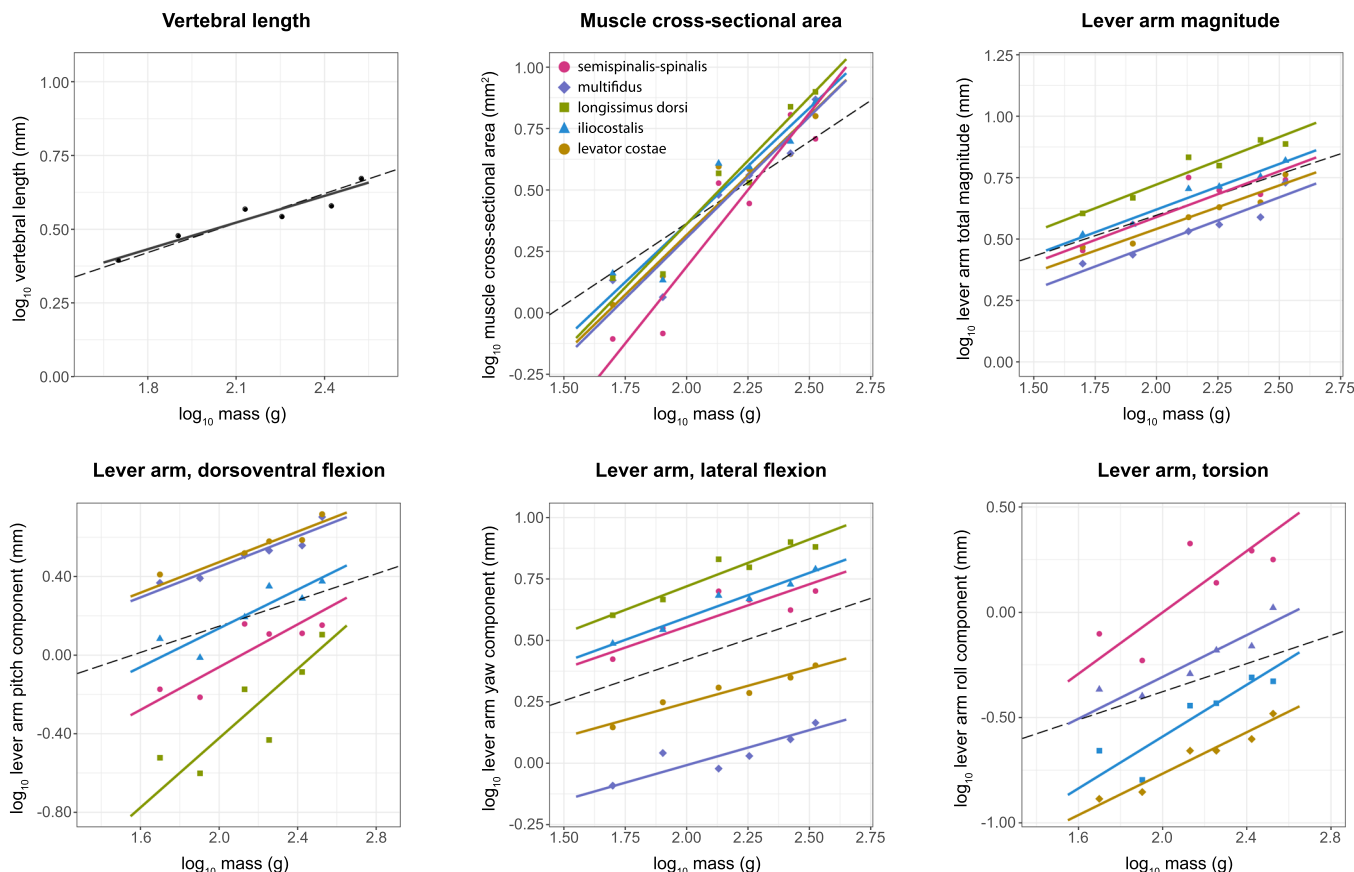 Vertebral length
Muscle cross-sectional area
Lever arm magnitude
log₁₀ vertebral length (mm)
1.00
0.75
0.50
0.25
0.00
1.8
2.1
2.4
log₁₀ mass (g)
log₁₀ muscle cross-sectional area (mm²)
1.00
0.75
0.50
0.25
0.00
-0.25
semispinalis-spinalis
multifidus
longissimus dorsi
iliocostalis
levator costae
1.50
1.75
2.00
2.25
2.50
2.75
log₁₀ mass (g)
log₁₀ lever arm total magnitude (mm)
1.25
1.00
0.75
0.50
0.25
0.00
1.50
1.75
2.00
2.25
2.50
2.75
log₁₀ mass (g)
Lever arm, dorsoventral flexion
Lever arm, lateral flexion
Lever arm, torsion
log₁₀ lever arm pitch component (mm)
0.40
0.00
-0.40
-0.80
1.6
2.0
2.4
2.8
log₁₀ mass (g)
log₁₀ lever arm yaw component (mm)
1.00
0.75
0.50
0.25
0.00
-0.25
1.50
1.75
2.00
2.25
2.50
2.75
log₁₀ mass (g)
log₁₀ lever arm roll component (mm)
0.50
0.00
-0.50
-1.00
1.6
2.0
2.4
2.8
log₁₀ mass (g)